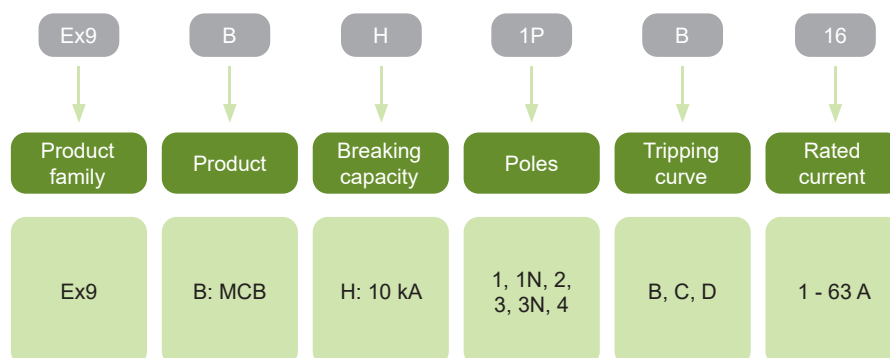 Ex9 B H 1P B 16
Product family
Product
Breaking capacity
Poles
Tripping curve
Rated current
Ex9
B: MCB
H: 10 kA
1, 1N, 2,
3, 3N, 4
B, C, D
1 - 63 A